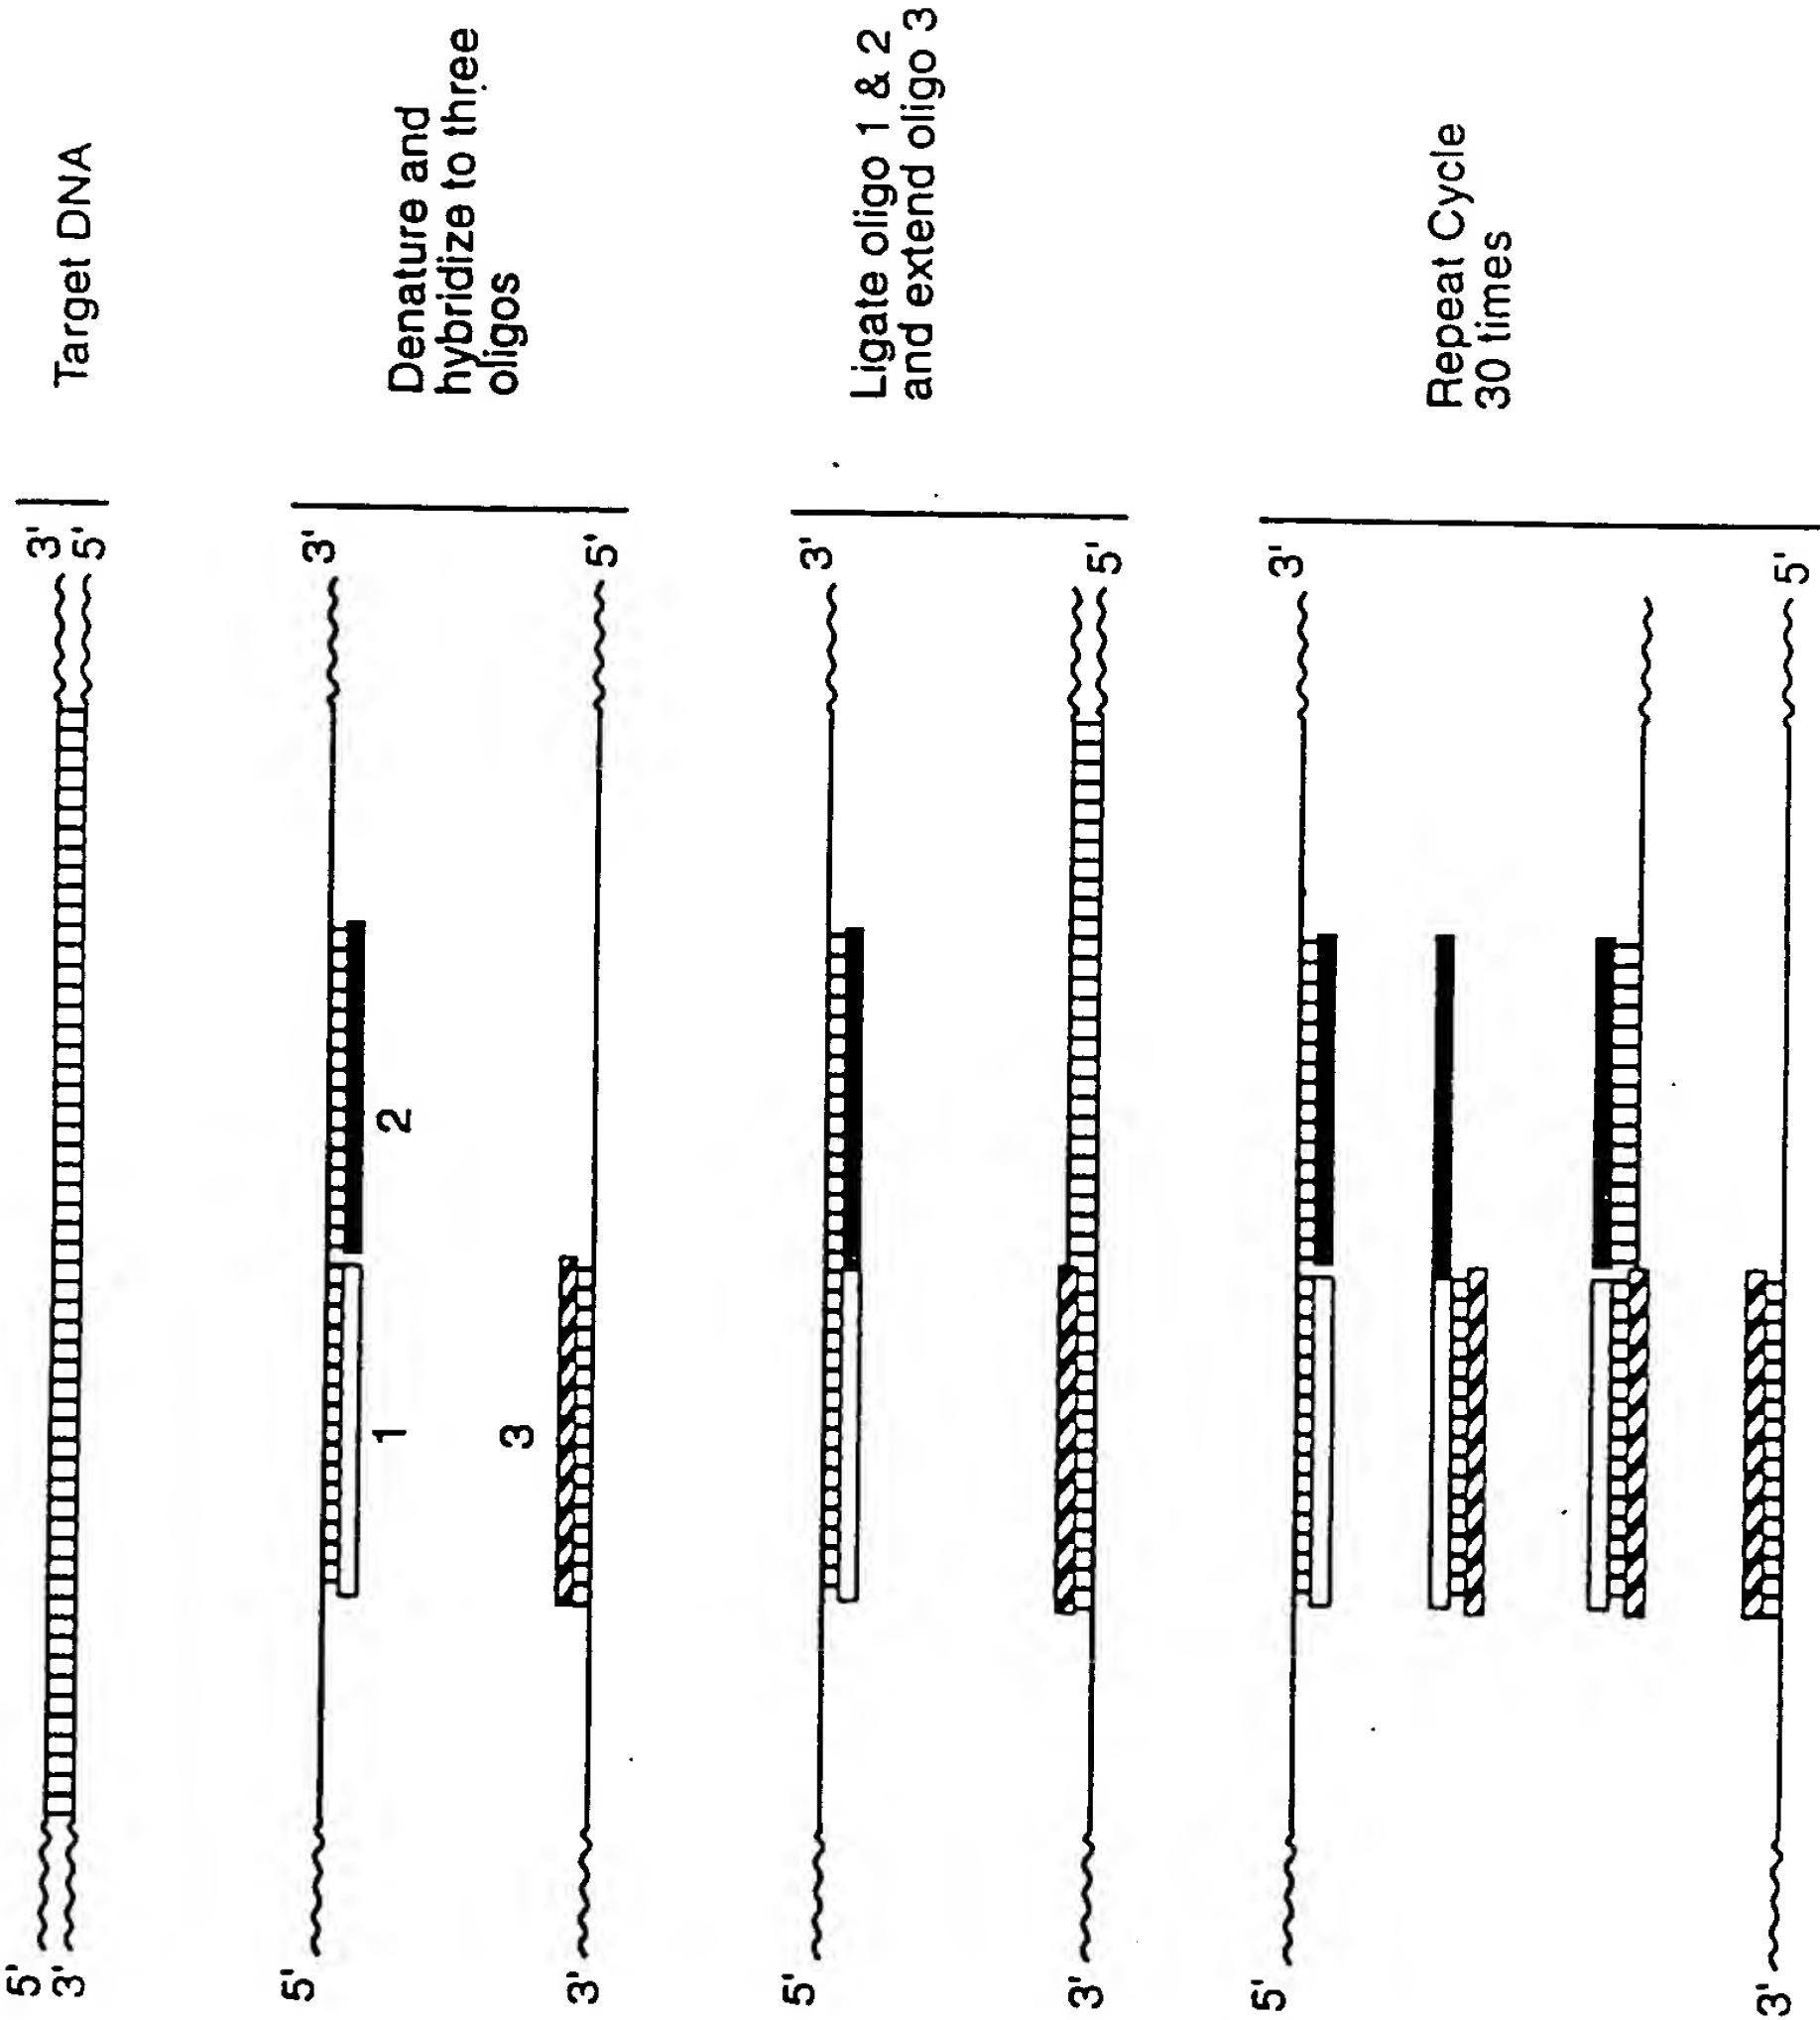 5' 3'
3' 5'
Target DNA
5' 3'
1 2
Denature and
hybridize to three
oligos
3
3' 5'
5' 3'
Ligate oligo 1 & 2
and extend oligo 3
3' 5'
5' 3'
Repeat Cycle
30 times
3' 5'